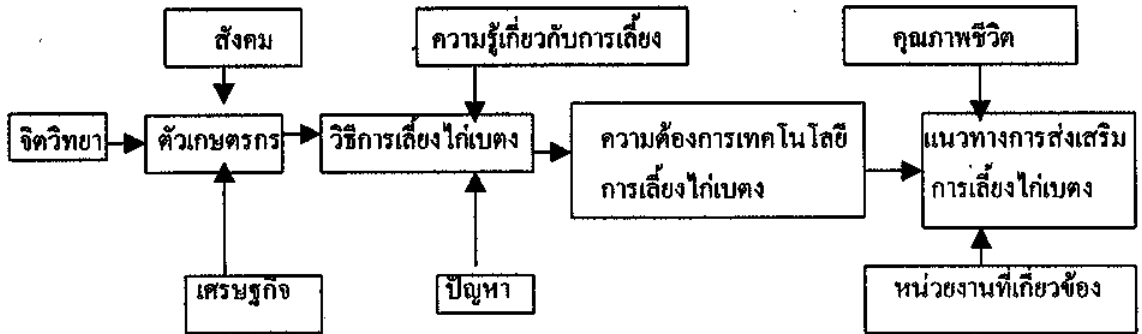 สังคม
ความรู้เกี่ยวกับการเลี้ยง
คุณภาพชีวิต
จิตวิทยา
ตัวเกษตรกร
วิธีการเลี้ยงไก่เบตง
ความต้องการเทคโนโลยี
การเลี้ยงไก่เบตง
แนวทางการส่งเสริม
การเลี้ยงไก่เบตง
เศรษฐกิจ
ปัญหา
หน่วยงานที่เกี่ยวข้อง